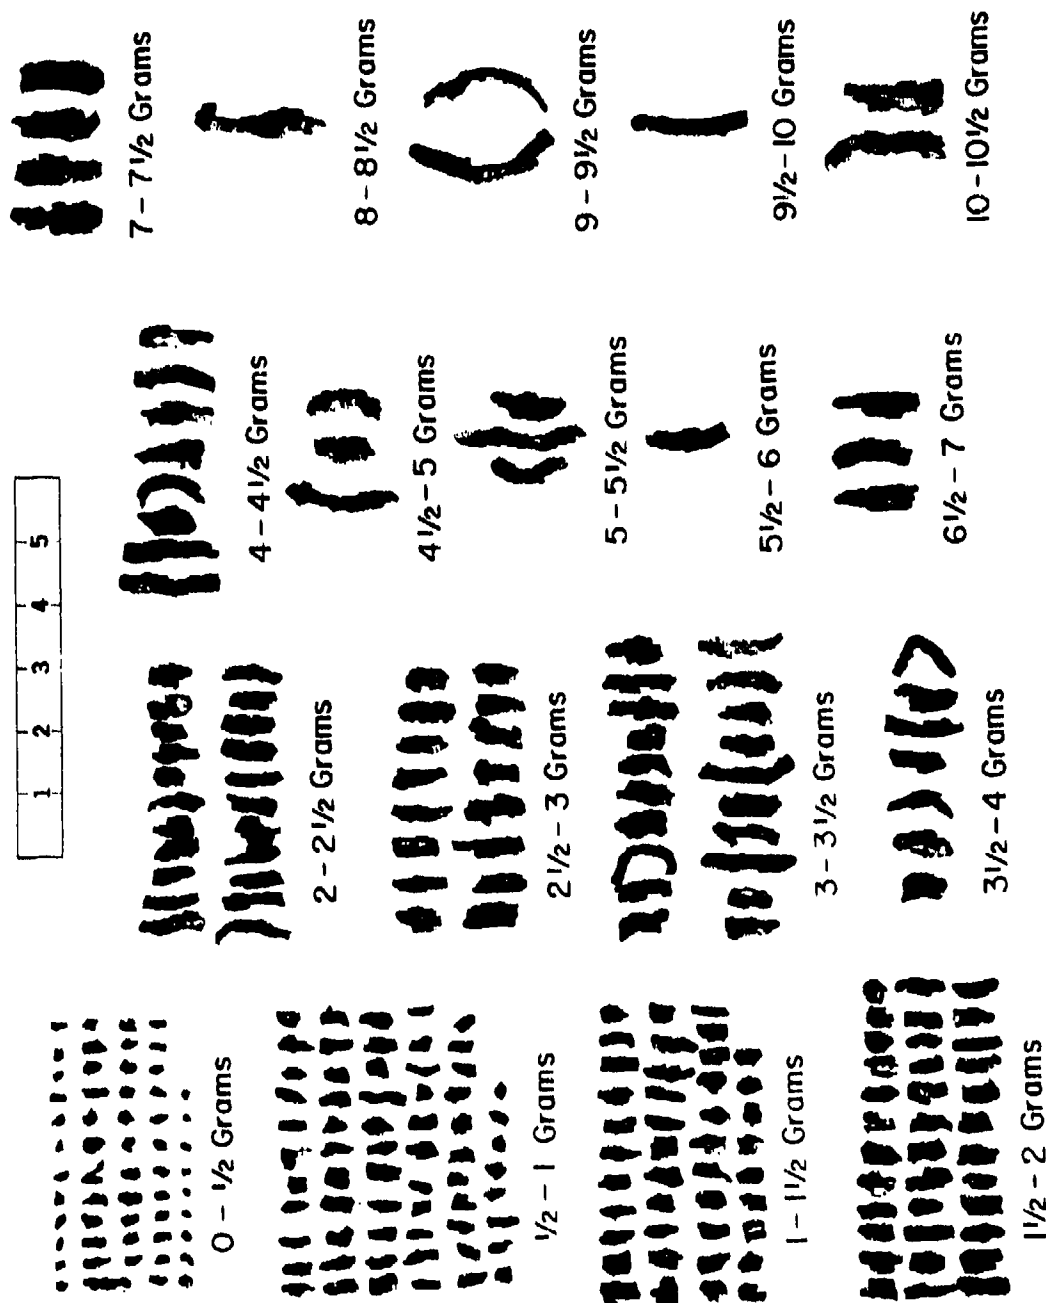 0 – ½ Grams
½ – 1 Grams
1 – 1½ Grams
1½ – 2 Grams
2 – 2½ Grams
2½ – 3 Grams
3 – 3½ Grams
3½ – 4 Grams
1 2 3 4 5
4 – 4½ Grams
4½ – 5 Grams
5 – 5½ Grams
5½ – 6 Grams
6½ – 7 Grams
7 – 7½ Grams
8 – 8½ Grams
9 – 9½ Grams
9½ – 10 Grams
10 – 10½ Grams